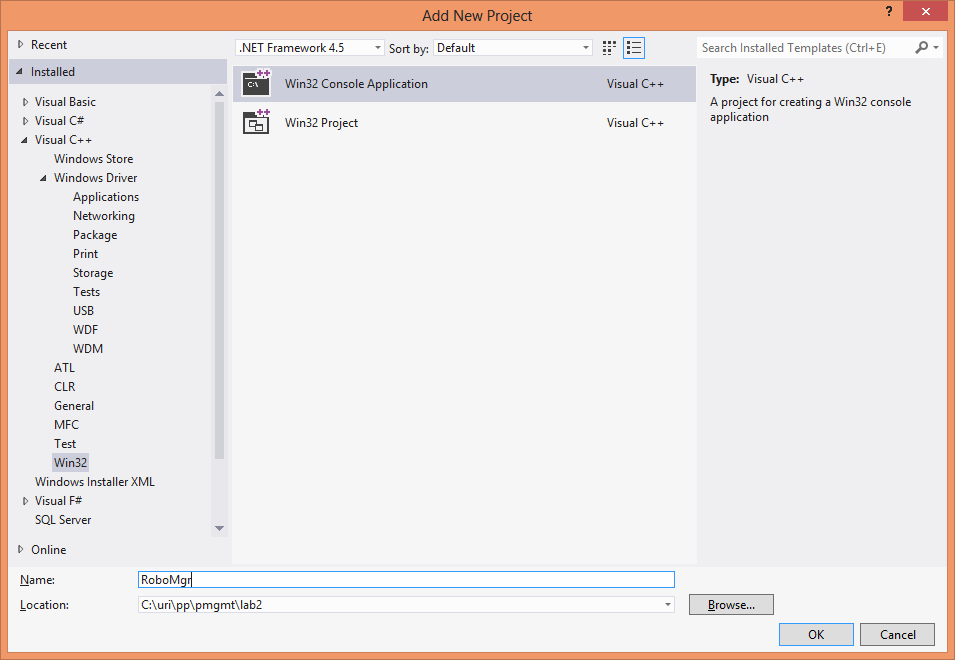 Add New Project
?
Recent
Installed
Visual Basic
Visual C#
Visual C++
Windows Store
Windows Driver
Applications
Networking
Package
Print
Storage
Tests
USB
WDF
WDM
ATL
CLR
General
MFC
Test
Win32
Windows Installer XML
Visual F#
SQL Server
Online
.NET Framework 4.5 Sort by: Default
Win32 Console Application Visual C++
Win32 Project Visual C++
Search Installed Templates (Ctrl+E)
Type: Visual C++
A project for creating a Win32 console
application
Name: RoboMgr
Location: C:\uri\pp\pmgmt\lab2 Browse...
OK Cancel